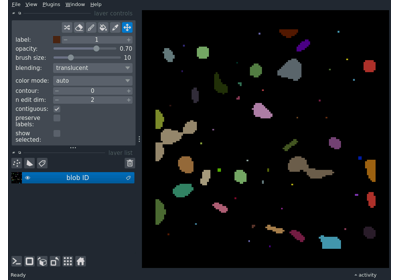 File View Plugins Window Help
layer controls
label: 1
opacity: 0.70
brush size: 10
blending: translucent
color mode: auto
contour: 0
n edit dim: 2
contiguous:
preserve
labels:
show
selected:
layer list
blob ID
Ready
activity